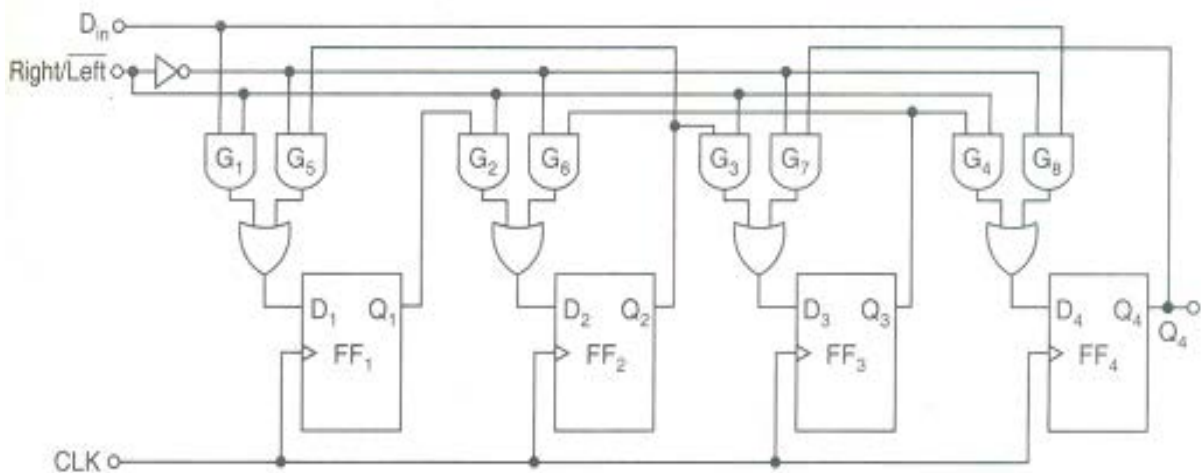 D_in
Right/Left̅
G₁ G₅ G₂ G₆ G₃ G₇ G₄ G₈
D₁ Q₁ D₂ Q₂ D₃ Q₃ D₄ Q₄
Q₄
FF₁ FF₂ FF₃ FF₄
CLK